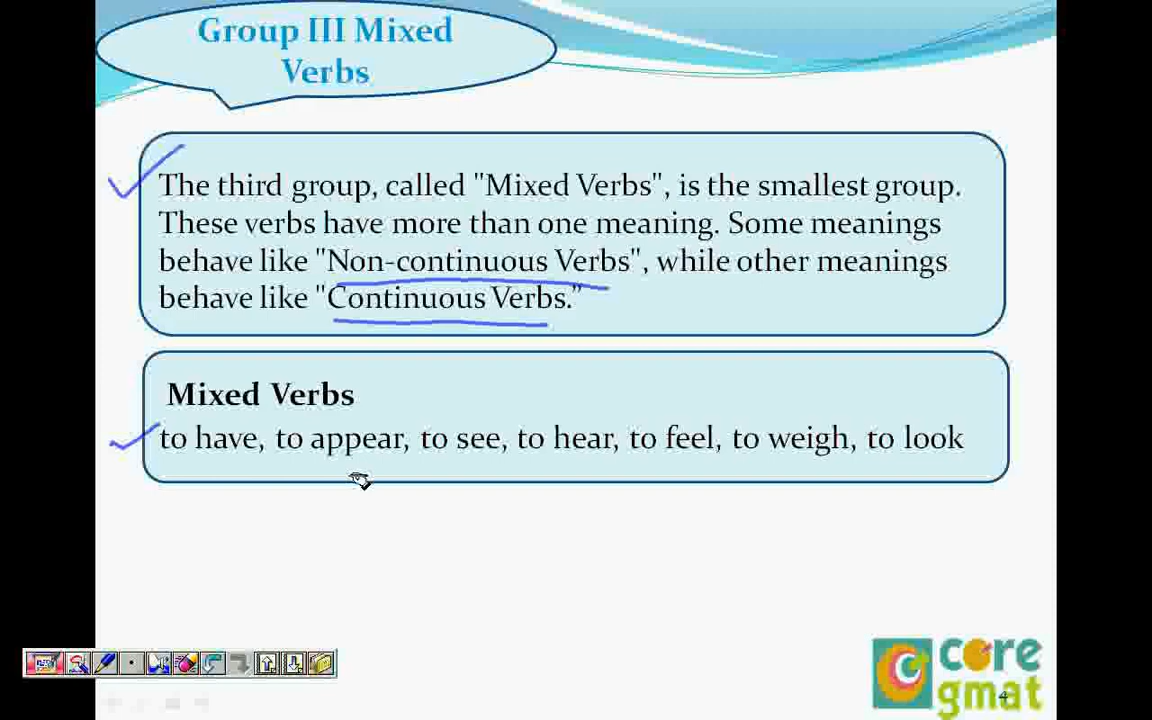 Group III Mixed
Verbs
The third group, called "Mixed Verbs", is the smallest group.
These verbs have more than one meaning. Some meanings
behave like "Non-continuous Verbs", while other meanings
behave like "Continuous Verbs.”
Mixed Verbs
to have, to appear, to see, to hear, to feel, to weigh, to look
core
gmat
4